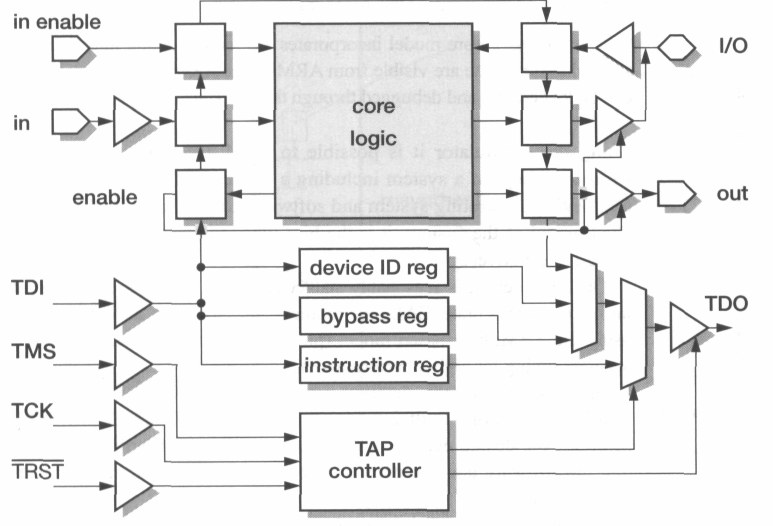 in enable
I/O
core
logic
in
enable
out
device ID reg
TDI
bypass reg
TDO
TMS
instruction reg
TCK
TAP
controller
TRST